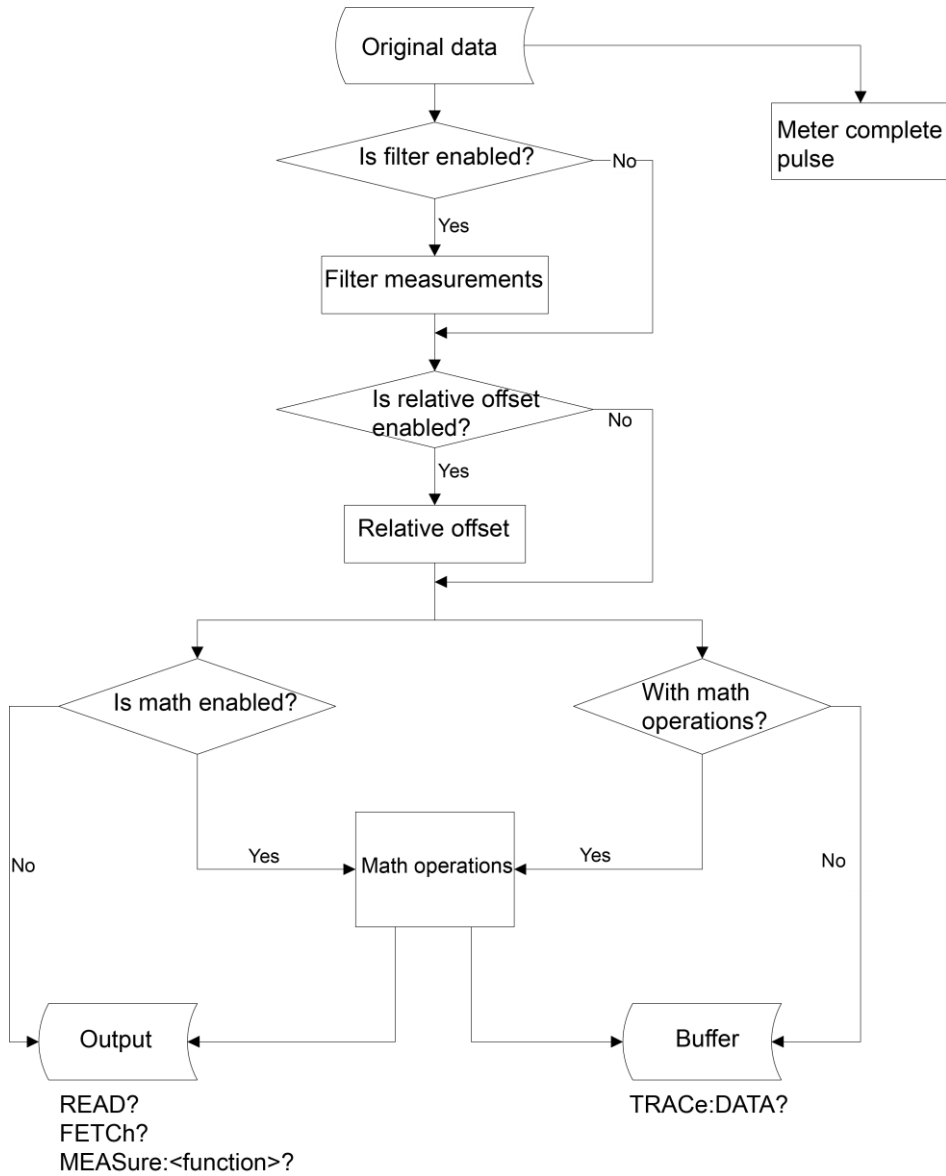 Original data
Meter complete
pulse
Is filter enabled?
No
Yes
Filter measurements
Is relative offset
enabled?
No
Yes
Relative offset
Is math enabled?
With math
operations?
No
Yes
Math operations
Yes
No
Output
Buffer
READ?
FETCh?
MEASure:<function>?
TRACe:DATA?